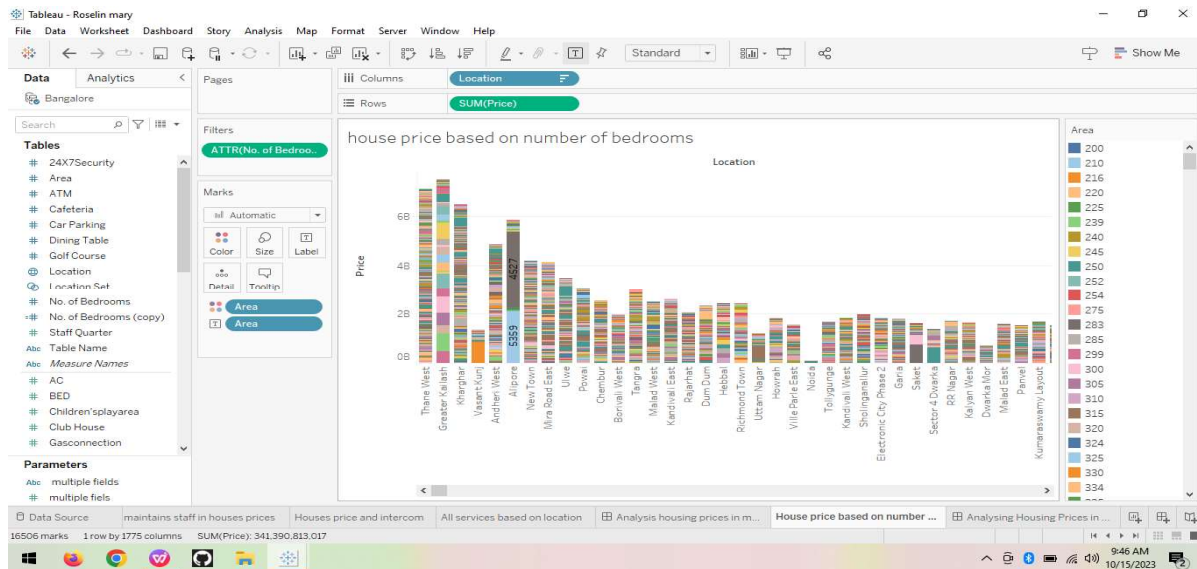 Tableau - Roselin mary
File Data Worksheet Dashboard Story Analysis Map Format Server Window Help
Standard
Show Me
Data Analytics
Bangalore
Search
Tables
24X7Security
Area
ATM
Cafeteria
Car Parking
Dining Table
Golf Course
Location
Location Set
No. of Bedrooms
No. of Bedrooms (copy)
Staff Quarter
Abc Table Name
Abc Measure Names
AC
BED
Children'splayarea
Club House
Gasconnection
Parameters
Abc multiple fields
multiple fiels
Pages
Filters
ATTR(No. of Bedroo..
Marks
Automatic
Color Size Label
Detail Tooltip
Area
Area
Columns Location
Rows SUM(Price)
house price based on number of bedrooms
Location
Price
6B
4B
2B
0B
4527
5359
Thane West
Greater Kailash
Kharghar
Vasant Kunj
Andheri West
Alipore
New Town
Mira Road East
Ulwe
Powai
Chembur
Borivali West
Tangra
Malad West
Kandivali East
Rajarhat
Dum Dum
Hebbal
Richmond Town
Uttam Nagar
Howrah
Ville Parle East
Noida
Tollygunge
Kandivali West
Sholinganallur
Electronic City Phase 2
Garia
Saket
Sector 4 Dwarka
RR Nagar
Kalyan West
Dwarka Mor
Malad East
Panvel
Kumaraswamy Layout
Area
200
210
216
220
225
239
240
245
250
252
254
275
283
285
299
300
305
310
315
320
324
325
330
334
Data Source maintains staff in houses prices Houses price and intercom All services based on location Analysis housing prices in m... House price based on number ... Analysing Housing Prices in ...
16506 marks 1 row by 1775 columns SUM(Price): 341,390,813,017
9:46 AM
10/15/2023